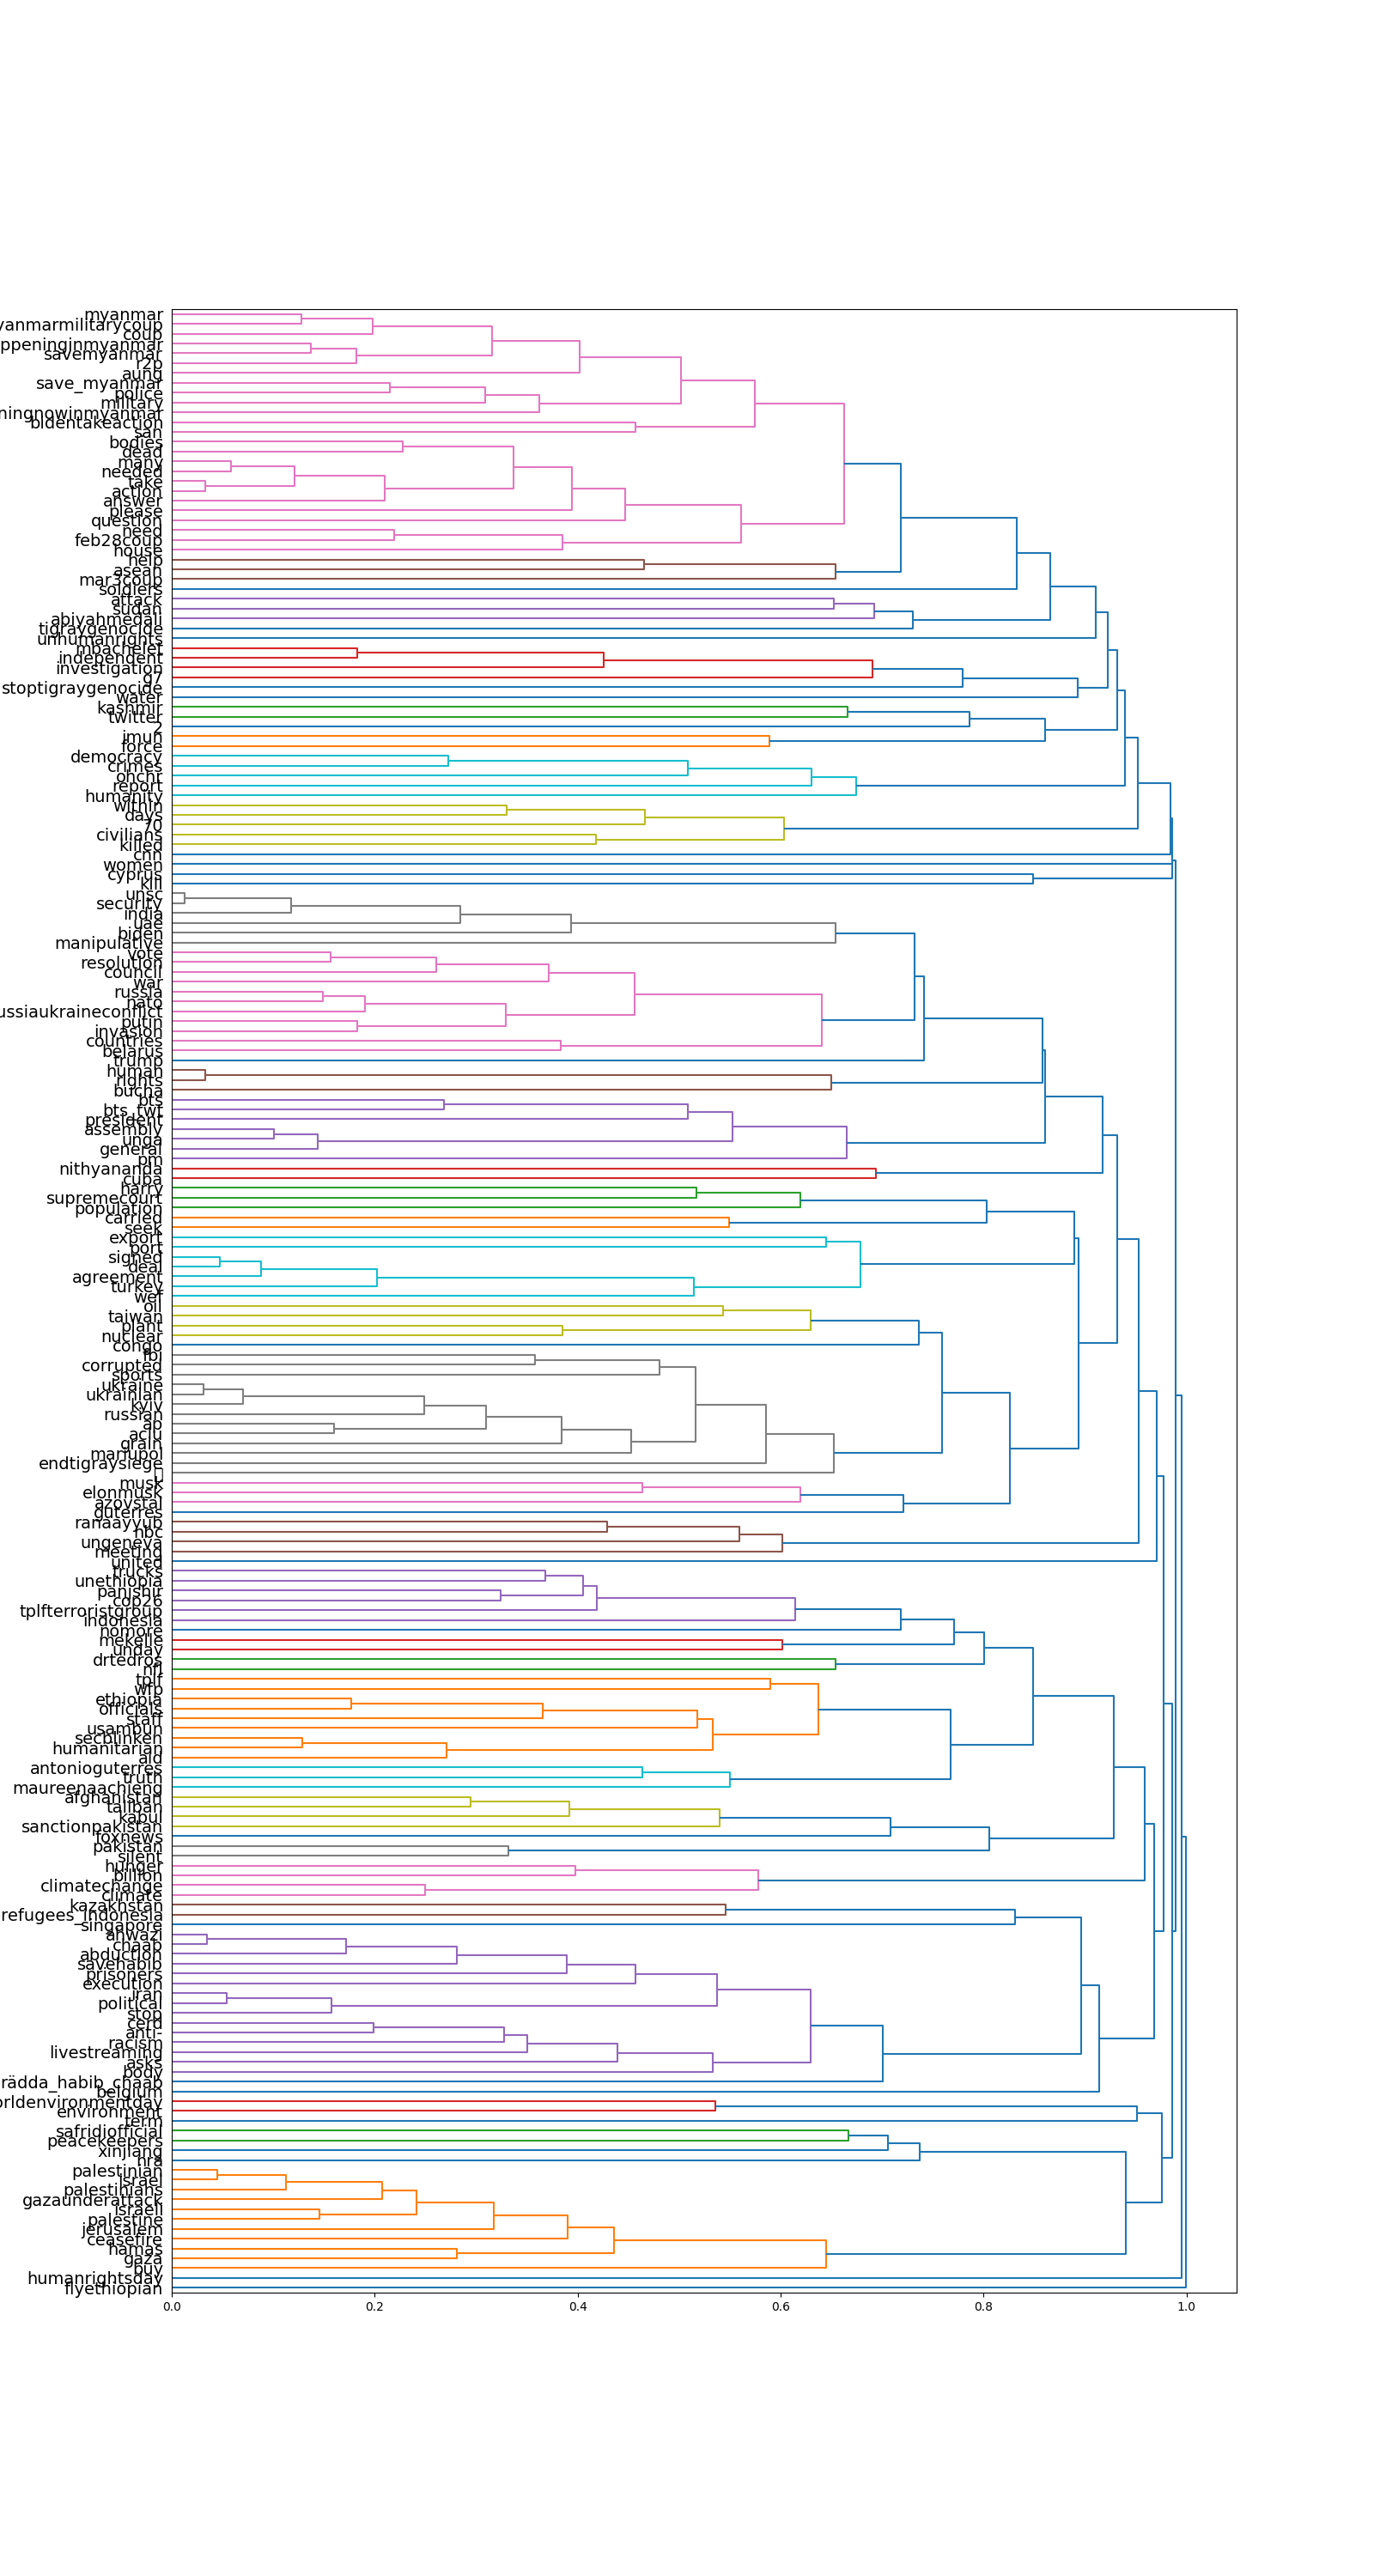 myanmar
yanmarmilitarycoup
coup
ppeninginmyanmar
savemyanmar
r2p
aung
save_myanmar
police
military
ningnowinmyanmar
bidentakeaction
san
bodies
dead
many
needed
take
action
answer
please
question
need
feb28coup
house
help
asean
mar3coup
soldiers
attack
sudan
abiyahmedali
tigraygenocide
unhumanrights
mbachelet
independent
investigation
g7
stoptigraygenocide
water
kashmir
twitter
2
imun
force
democracy
crimes
ohchr
report
humanity
within
days
70
civilians
killed
cnn
women
cyprus
kill
unsc
security
india
uae
biden
manipulative
vote
resolution
council
war
russia
nato
ussiaukraineconflict
putin
invasion
countries
belarus
trump
human
rights
bucha
bts
bts_twt
president
assembly
unga
general
pm
nithyananda
cuba
harry
supremecourt
population
carried
seek
export
port
signed
deal
agreement
turkey
wef
oil
taiwan
plant
nuclear
congo
fbi
corrupted
sports
ukraine
ukrainian
kyiv
russian
ap
aclu
grain
mariupol
endtigraysiege
musk
elonmusk
azovstal
guterres
ranaayyub
nbc
ungeneva
meeting
united
trucks
unethiopia
panjshir
cop26
tplfterroristgroup
indonesia
nomore
mekelle
unday
drtedros
nfl
tplf
wfp
ethiopia
officials
staff
usambun
secblinken
humanitarian
aid
antonioguterres
truth
maureenaachieng
afghanistan
taliban
kabul
sanctionpakistan
foxnews
pakistan
silent
hunger
billion
climatechange
climate
kazakhstan
refugees_indonesia
singapore
ahwazi
chaab
abduction
savehabib
prisoners
execution
iran
political
stop
cerd
anti-
racism
livestreaming
asks
body
rädda_habib_chaab
belgium
orldenvironmentday
environment
term
safridiofficial
peacekeepers
xinjiang
nra
palestinian
israel
palestinians
gazaunderattack
israeli
palestine
jerusalem
ceasefire
hamas
gaza
buy
humanrightsday
flyethiopian
0.0 0.2 0.4 0.6 0.8 1.0